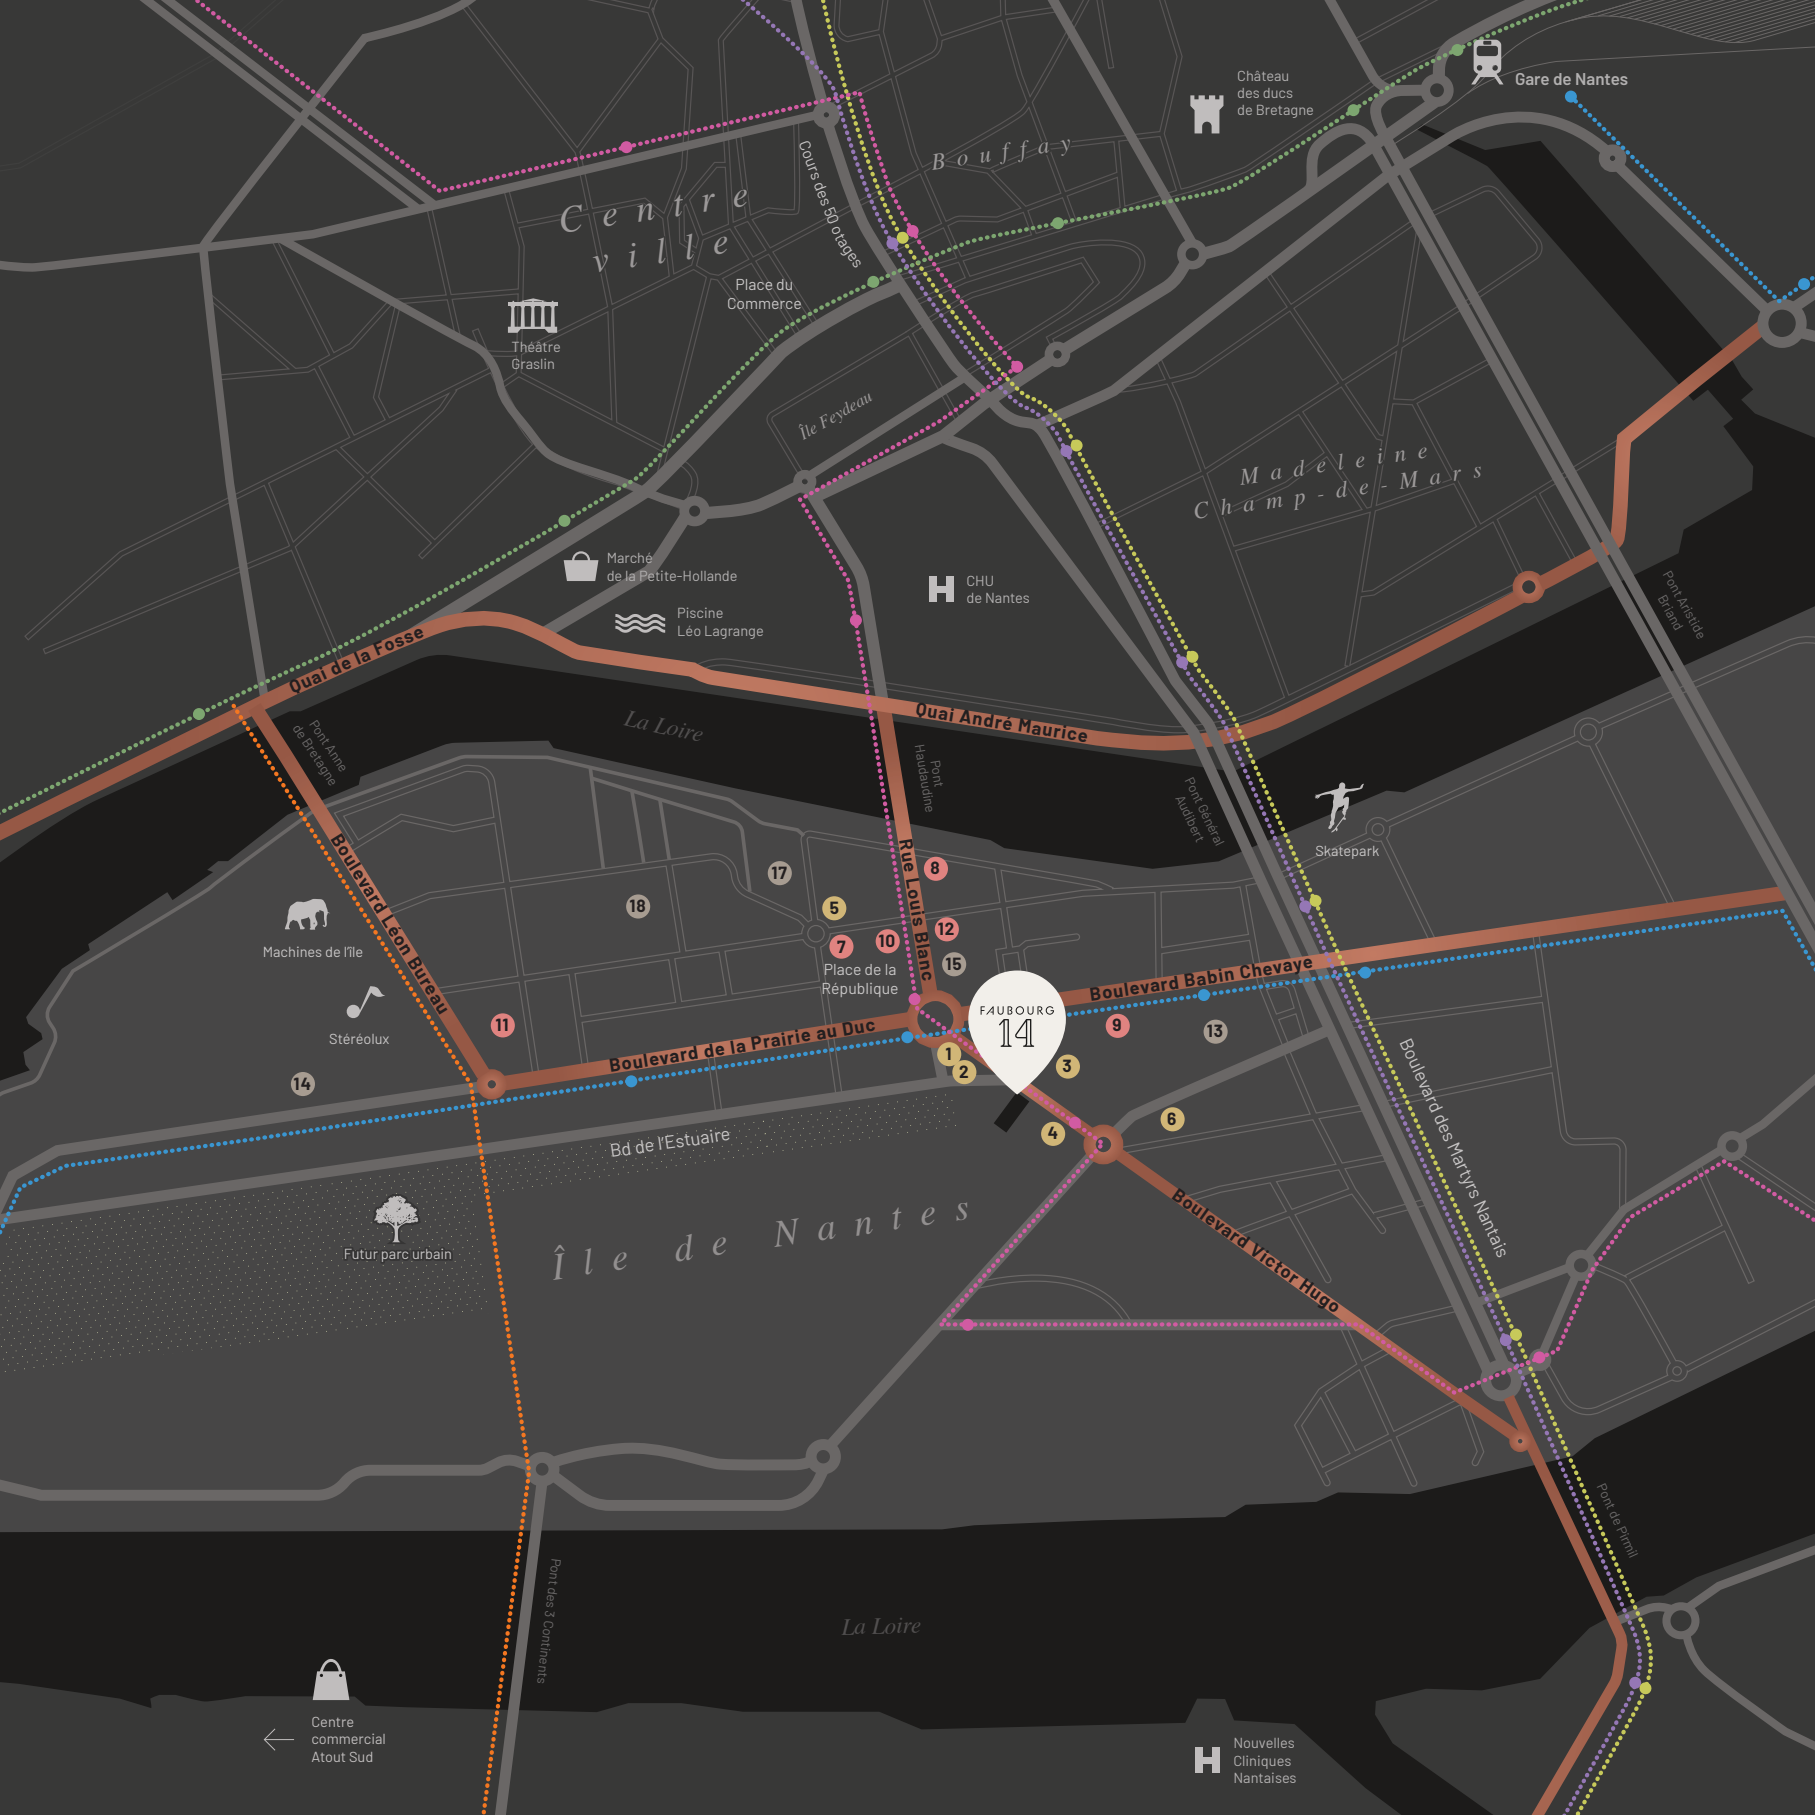 Château
des ducs
de Bretagne
Gare de Nantes
Bouffay
Cours des 50 otages
Centre
ville
Place du
Commerce
Théâtre
Graslin
Île Feydeau
Madeleine
Champ-de-Mars
Marché
de la Petite-Hollande
CHU
de Nantes
Piscine
Léo Lagrange
Pont Aristide
Briand
Quai de la Fosse
Quai André Maurice
La Loire
Pont Anne
de Bretagne
Pont
Haudaudine
Pont Général
Audibert
Skatepark
Boulevard Léon Bureau
Rue Louis Blanc
8
17
18
5
12
10
7
15
Machines de l'île
Place de la
République
Boulevard Babin Chevaye
FAUBOURG
14
Stéréolux
11
9
13
Boulevard de la Prairie au Duc
1
2
3
14
4
6
Bd de l'Estuaire
Boulevard des Martyrs Nantais
Futur parc urbain
Île de Nantes
Boulevard Victor Hugo
Pont de Pirmil
Pont des 3 Continents
La Loire
Centre
commercial
Atout Sud
Nouvelles
Cliniques
Nantaises